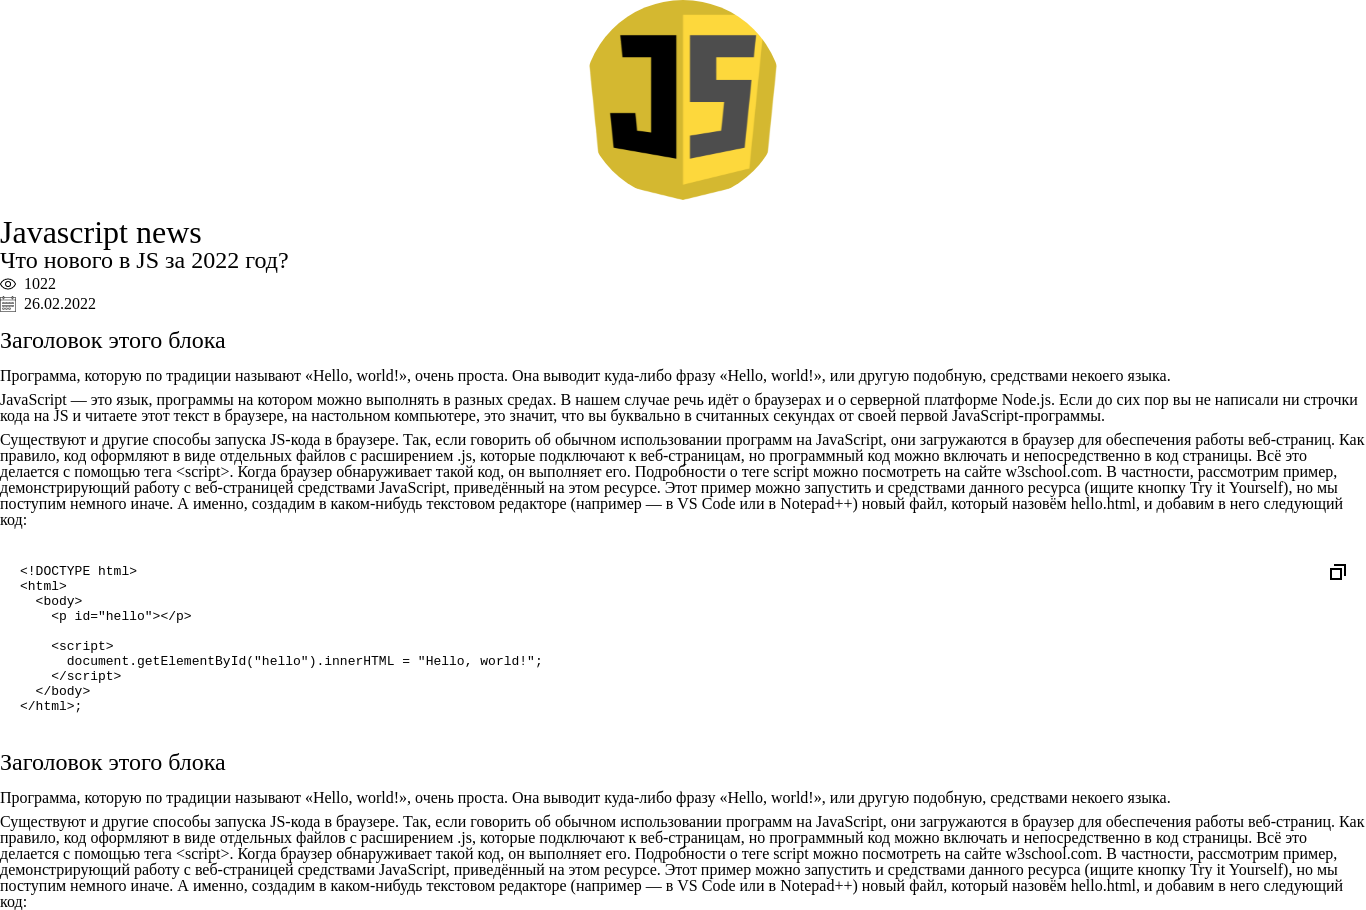 JS
Javascript news
Что нового в JS за 2022 год?
1022
26.02.2022
Заголовок этого блока
Программа, которую по традиции называют «Hello, world!», очень проста. Она выводит куда-либо фразу «Hello, world!», или другую подобную, средствами некоего языка.
JavaScript — это язык, программы на котором можно выполнять в разных средах. В нашем случае речь идёт о браузерах и о серверной платформе Node.js. Если до сих пор вы не написали ни строчки
кода на JS и читаете этот текст в браузере, на настольном компьютере, это значит, что вы буквально в считанных секундах от своей первой JavaScript-программы.
Существуют и другие способы запуска JS-кода в браузере. Так, если говорить об обычном использовании программ на JavaScript, они загружаются в браузер для обеспечения работы веб-страниц. Как
правило, код оформляют в виде отдельных файлов с расширением .js, которые подключают к веб-страницам, но программный код можно включать и непосредственно в код страницы. Всё это
делается с помощью тега <script>. Когда браузер обнаруживает такой код, он выполняет его. Подробности о теге script можно посмотреть на сайте w3school.com. В частности, рассмотрим пример,
демонстрирующий работу с веб-страницей средствами JavaScript, приведённый на этом ресурсе. Этот пример можно запустить и средствами данного ресурса (ищите кнопку Try it Yourself), но мы
поступим немного иначе. А именно, создадим в каком-нибудь текстовом редакторе (например — в VS Code или в Notepad++) новый файл, который назовём hello.html, и добавим в него следующий
код:
<!DOCTYPE html>
<html>
  <body>
    <p id="hello"></p>
    <script>
      document.getElementById("hello").innerHTML = "Hello, world!";
    </script>
  </body>
</html>;
Заголовок этого блока
Программа, которую по традиции называют «Hello, world!», очень проста. Она выводит куда-либо фразу «Hello, world!», или другую подобную, средствами некоего языка.
Существуют и другие способы запуска JS-кода в браузере. Так, если говорить об обычном использовании программ на JavaScript, они загружаются в браузер для обеспечения работы веб-страниц. Как
правило, код оформляют в виде отдельных файлов с расширением .js, которые подключают к веб-страницам, но программный код можно включать и непосредственно в код страницы. Всё это
делается с помощью тега <script>. Когда браузер обнаруживает такой код, он выполняет его. Подробности о теге script можно посмотреть на сайте w3school.com. В частности, рассмотрим пример,
демонстрирующий работу с веб-страницей средствами JavaScript, приведённый на этом ресурсе. Этот пример можно запустить и средствами данного ресурса (ищите кнопку Try it Yourself), но мы
поступим немного иначе. А именно, создадим в каком-нибудь текстовом редакторе (например — в VS Code или в Notepad++) новый файл, который назовём hello.html, и добавим в него следующий
код: